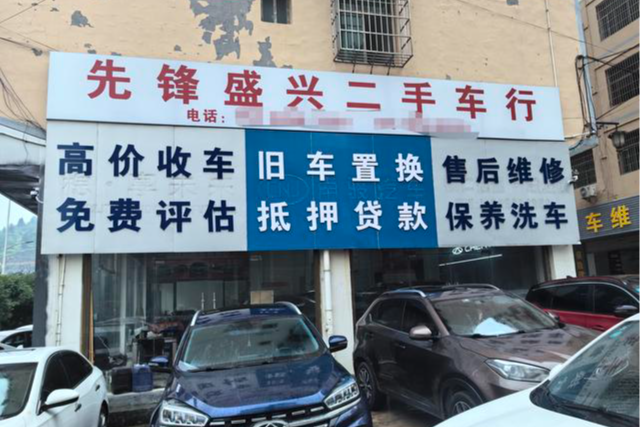 先锋盛兴二手车行
电话:
高价收车 旧车置换 售后维修
免费评估 抵押贷款 保养洗车
车维